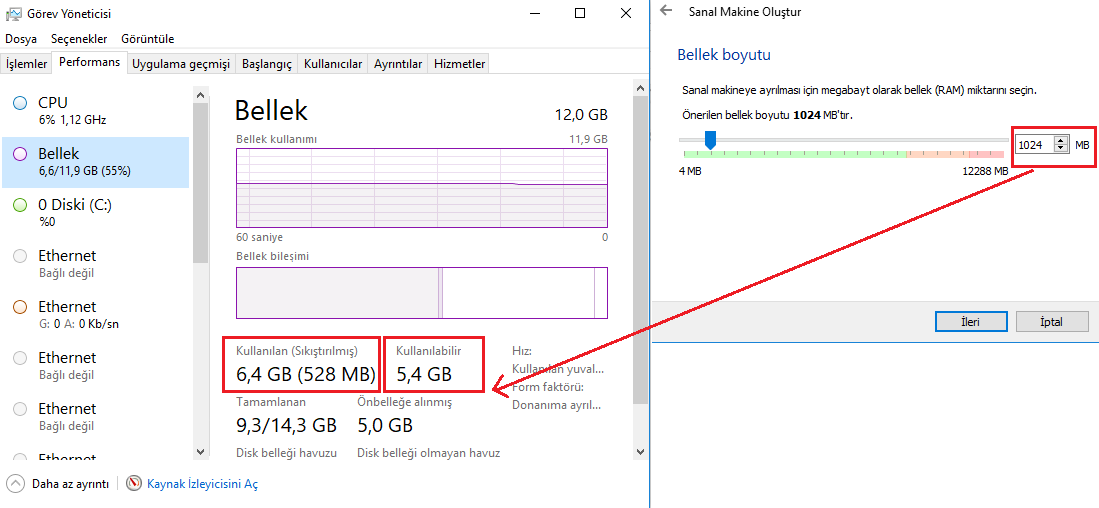 Görev Yöneticisi
Dosya Seçenekler Görüntüle
İşlemler Performans Uygulama geçmişi Başlangıç Kullanıcılar Ayrıntılar Hizmetler
CPU
6% 1,12 GHz
Bellek
6,6/11,9 GB (55%)
0 Diski (C:)
%0
Ethernet
Bağlı değil
Ethernet
G: 0 A: 0 Kb/sn
Ethernet
Bağlı değil
Ethernet
Bağlı değil
Ethernet
Bellek 12,0 GB
Bellek kullanımı 11,9 GB
60 saniye 0
Bellek bileşimi
Kullanılan (Sıkıştırılmış) Kullanılabilir
6,4 GB (528 MB) 5,4 GB
Tamamlanan Önbelleğe alınmış
9,3/14,3 GB 5,0 GB
Disk belleği havuzu Disk belleği olmayan havuz
Hız:
Kullanılan yuval...
Form faktörü:
Donanıma ayrıl...
Daha az ayrıntı Kaynak İzleyicisini Aç
Sanal Makine Oluştur
Bellek boyutu
Sanal makineye ayrılması için megabayt olarak bellek (RAM) miktarını seçin.
Önerilen bellek boyutu 1024 MB'tır.
1024 MB
4 MB 12288 MB
İleri İptal